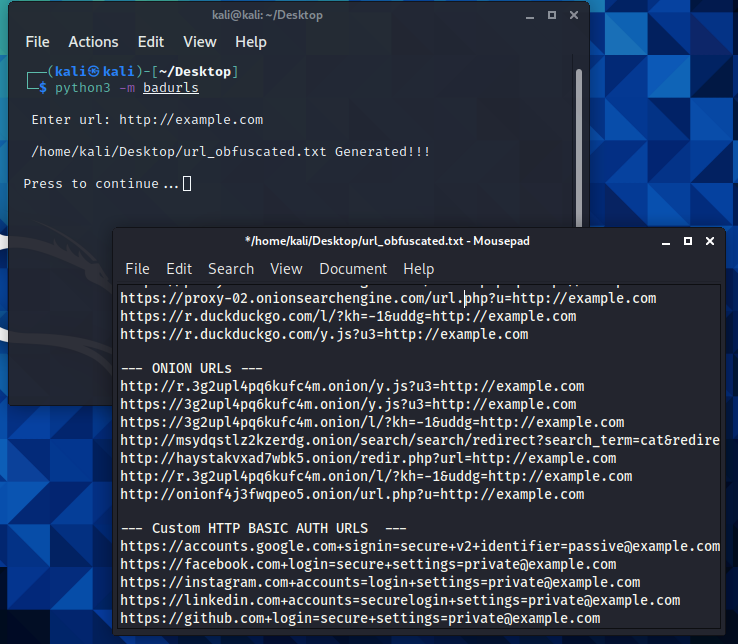 kali@kali: ~/Desktop
File Actions Edit View Help
┌──(kali㉿kali)-[~/Desktop]
└─$ python3 -m badurls
Enter url: http://example.com
/home/kali/Desktop/url_obfuscated.txt Generated!!!
Press to continue...
*/home/kali/Desktop/url_obfuscated.txt - Mousepad
File Edit Search View Document Help
https://proxy-02.onionsearchengine.com/url.php?u=http://example.com
https://r.duckduckgo.com/l/?kh=-1&uddg=http://example.com
https://r.duckduckgo.com/y.js?u3=http://example.com
--- ONION URLs ---
http://r.3g2upl4pq6kufc4m.onion/y.js?u3=http://example.com
https://3g2upl4pq6kufc4m.onion/y.js?u3=http://example.com
https://3g2upl4pq6kufc4m.onion/l/?kh=-1&uddg=http://example.com
http://msydqstlz2kzerdg.onion/search/search/redirect?search_term=cat&redire
http://haystakvxad7wbk5.onion/redir.php?url=http://example.com
http://r.3g2upl4pq6kufc4m.onion/l/?kh=-1&uddg=http://example.com
http://onionf4j3fwqpeo5.onion/url.php?u=http://example.com
--- Custom HTTP BASIC AUTH URLS  ---
https://accounts.google.com+signin=secure+v2+identifier=passive@example.com
https://facebook.com+login=secure+settings=private@example.com
https://instagram.com+accounts=login+settings=private@example.com
https://linkedin.com+accounts=securelogin+settings=private@example.com
https://github.com+login=secure+settings=private@example.com